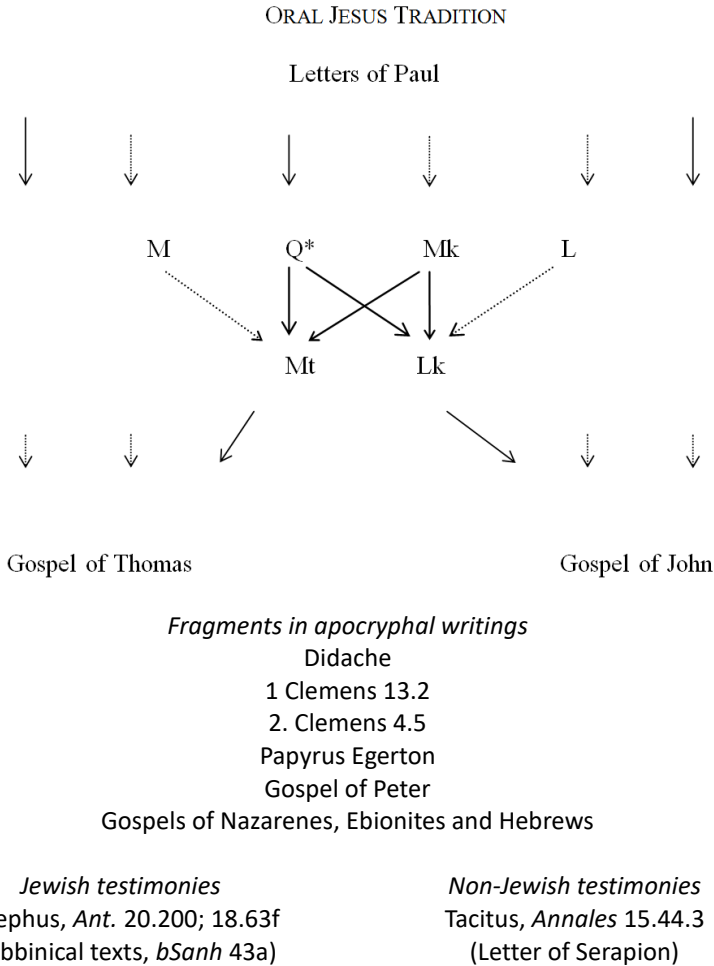 ORAL JESUS TRADITION
Letters of Paul
M Q* Mk L
Mt Lk
Gospel of Thomas Gospel of John
Fragments in apocryphal writings
Didache
1 Clemens 13.2
2. Clemens 4.5
Papyrus Egerton
Gospel of Peter
Gospels of Nazarenes, Ebionites and Hebrews
Jewish testimonies Non-Jewish testimonies
ephus, Ant. 20.200; 18.63f Tacitus, Annales 15.44.3
bbinical texts, bSanh 43a) (Letter of Serapion)